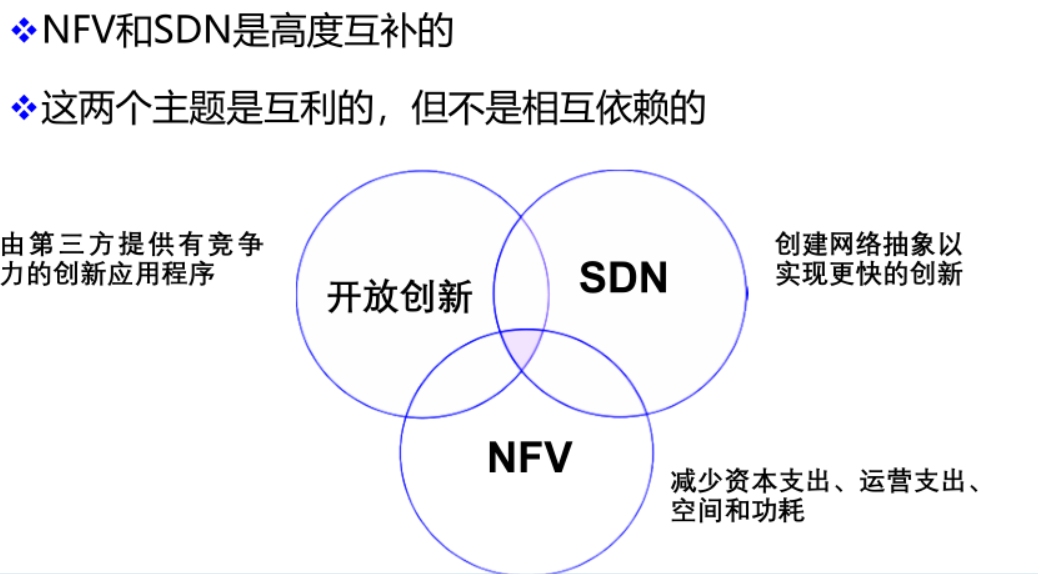 ❖NFV和SDN是高度互补的
❖这两个主题是互利的，但不是相互依赖的
由第三方提供有竞争
力的创新应用程序
开放创新
SDN
创建网络抽象以
实现更快的创新
NFV
减少资本支出、运营支出、
空间和功耗